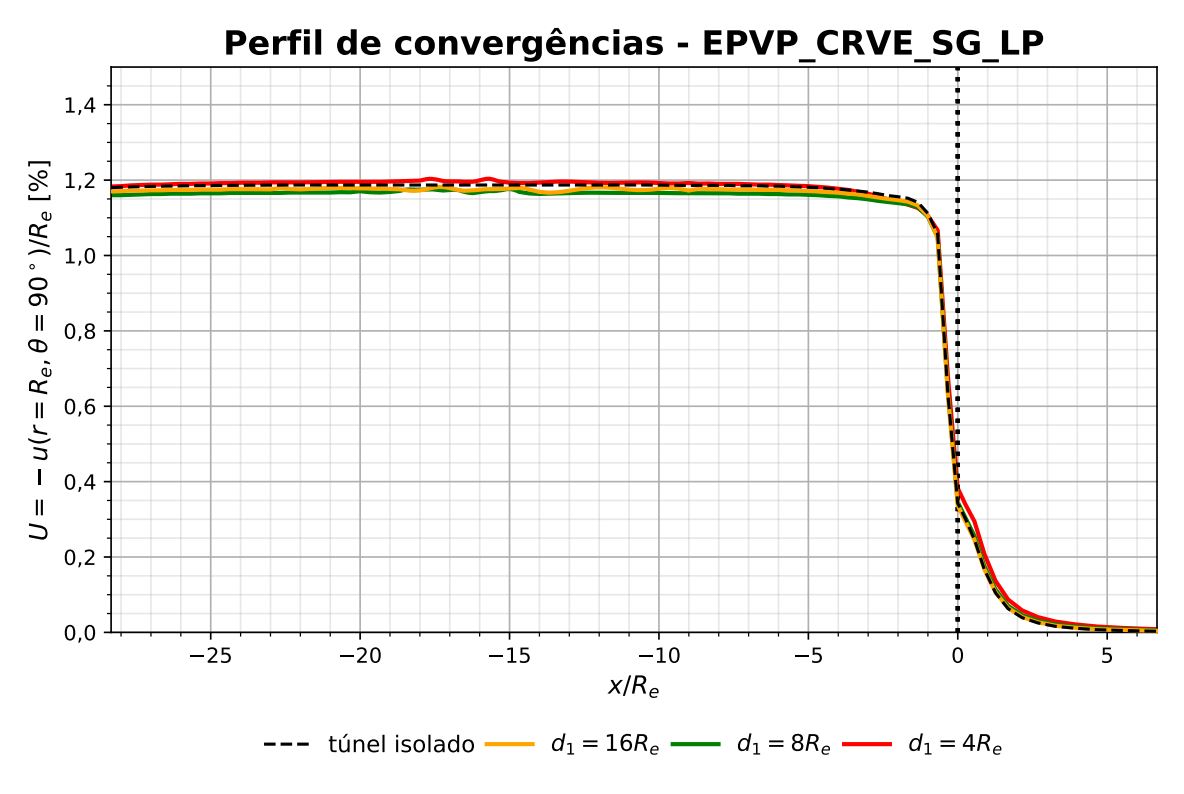 Perfil de convergências - EPVP_CRVE_SG_LP
U = − u(r = Rₑ, θ = 90°)/Rₑ [%]
1,4
1,2
1,0
0,8
0,6
0,4
0,2
0,0
−25 −20 −15 −10 −5 0 5
x/Rₑ
túnel isolado d₁ = 16Rₑ d₁ = 8Rₑ d₁ = 4Rₑ